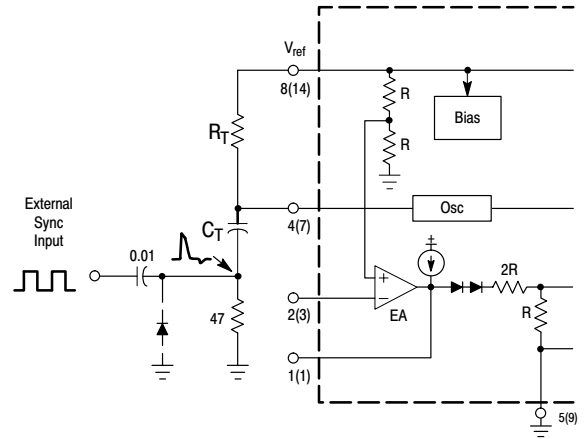 V_ref
8(14)
R
R_T
R
Bias
External
Sync
Input
C_T
4(7)
Osc
0.01
47
2(3)
+
−
EA
2R
R
1(1)
5(9)